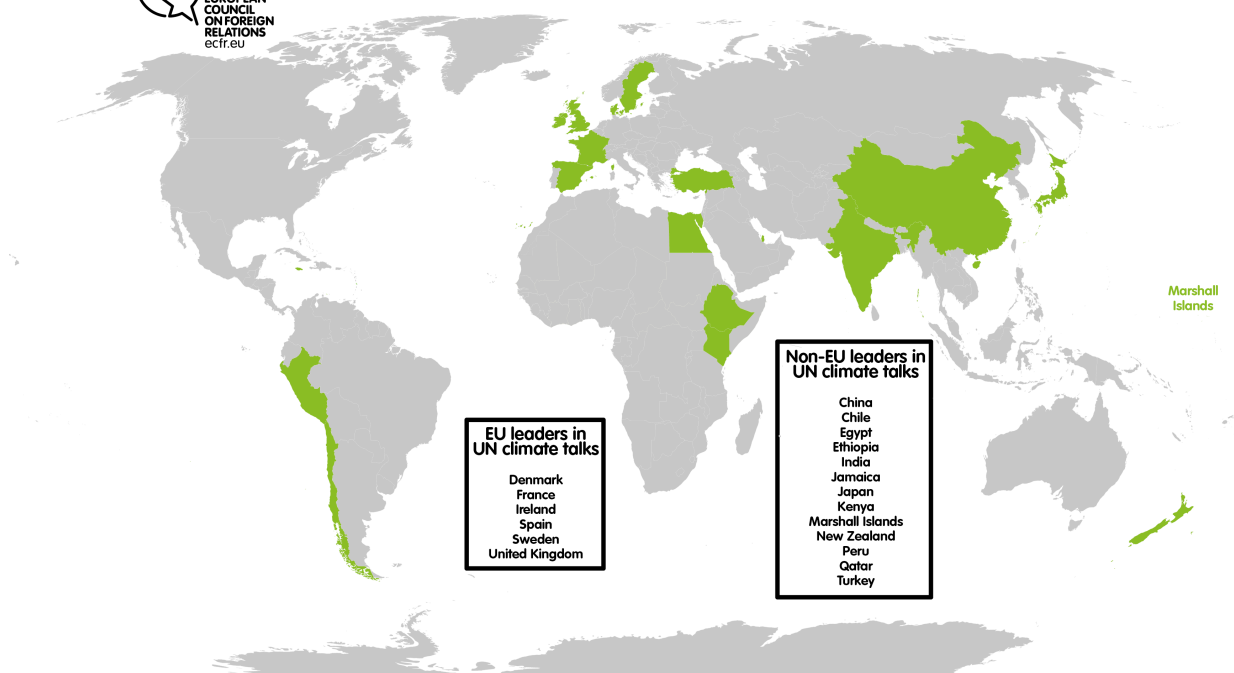 EUROPEAN
COUNCIL
ON FOREIGN
RELATIONS
ecfr.eu
Marshall
Islands
Non-EU leaders in
UN climate talks
China
Chile
Egypt
Ethiopia
India
Jamaica
Japan
Kenya
Marshall Islands
New Zealand
Peru
Qatar
Turkey
EU leaders in
UN climate talks
Denmark
France
Ireland
Spain
Sweden
United Kingdom